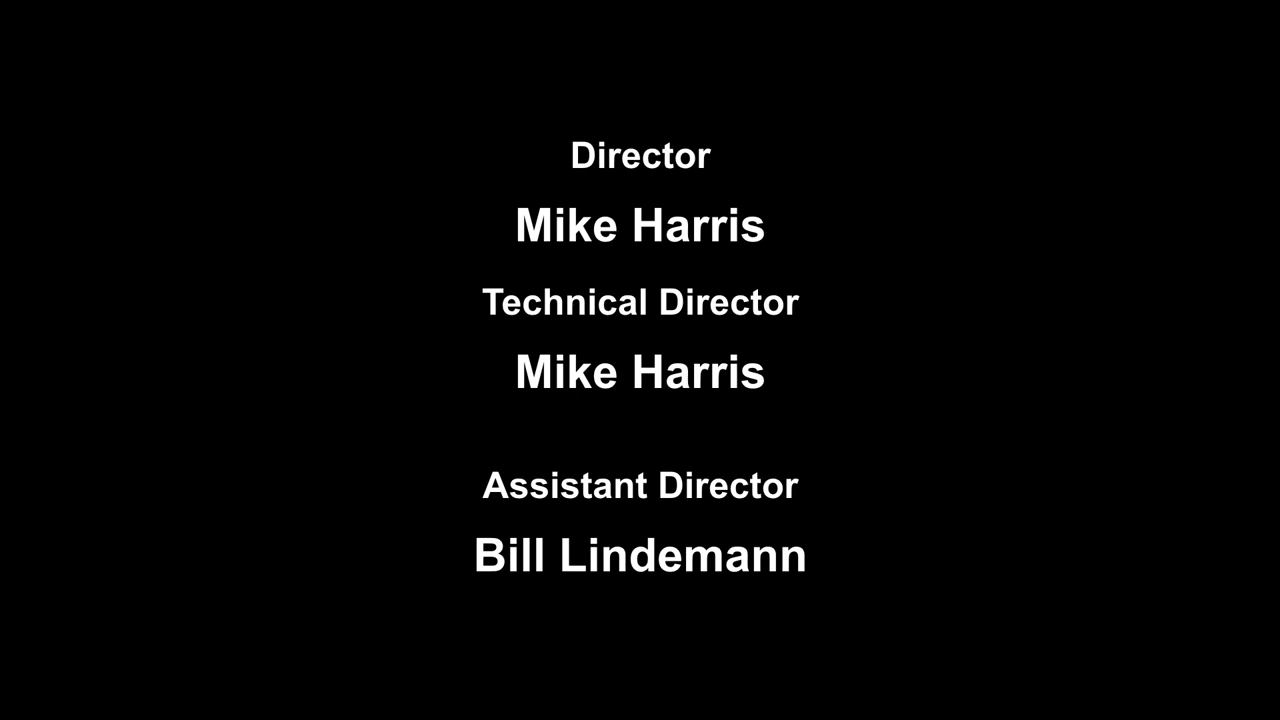 Director
Mike Harris
Technical Director
Mike Harris
Assistant Director
Bill Lindemann